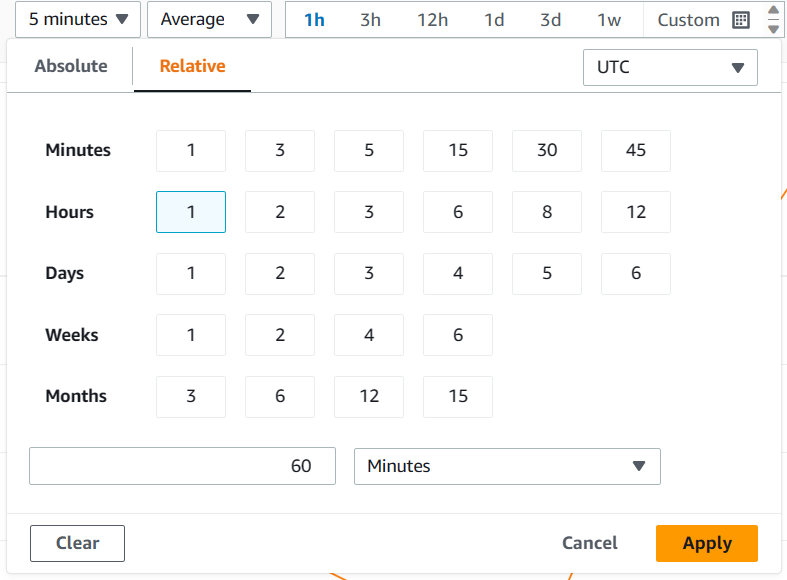 5 minutes Average 1h 3h 12h 1d 3d 1w Custom
Absolute Relative UTC
Minutes 1 3 5 15 30 45
Hours 1 2 3 6 8 12
Days 1 2 3 4 5 6
Weeks 1 2 4 6
Months 3 6 12 15
60 Minutes
Clear Cancel Apply